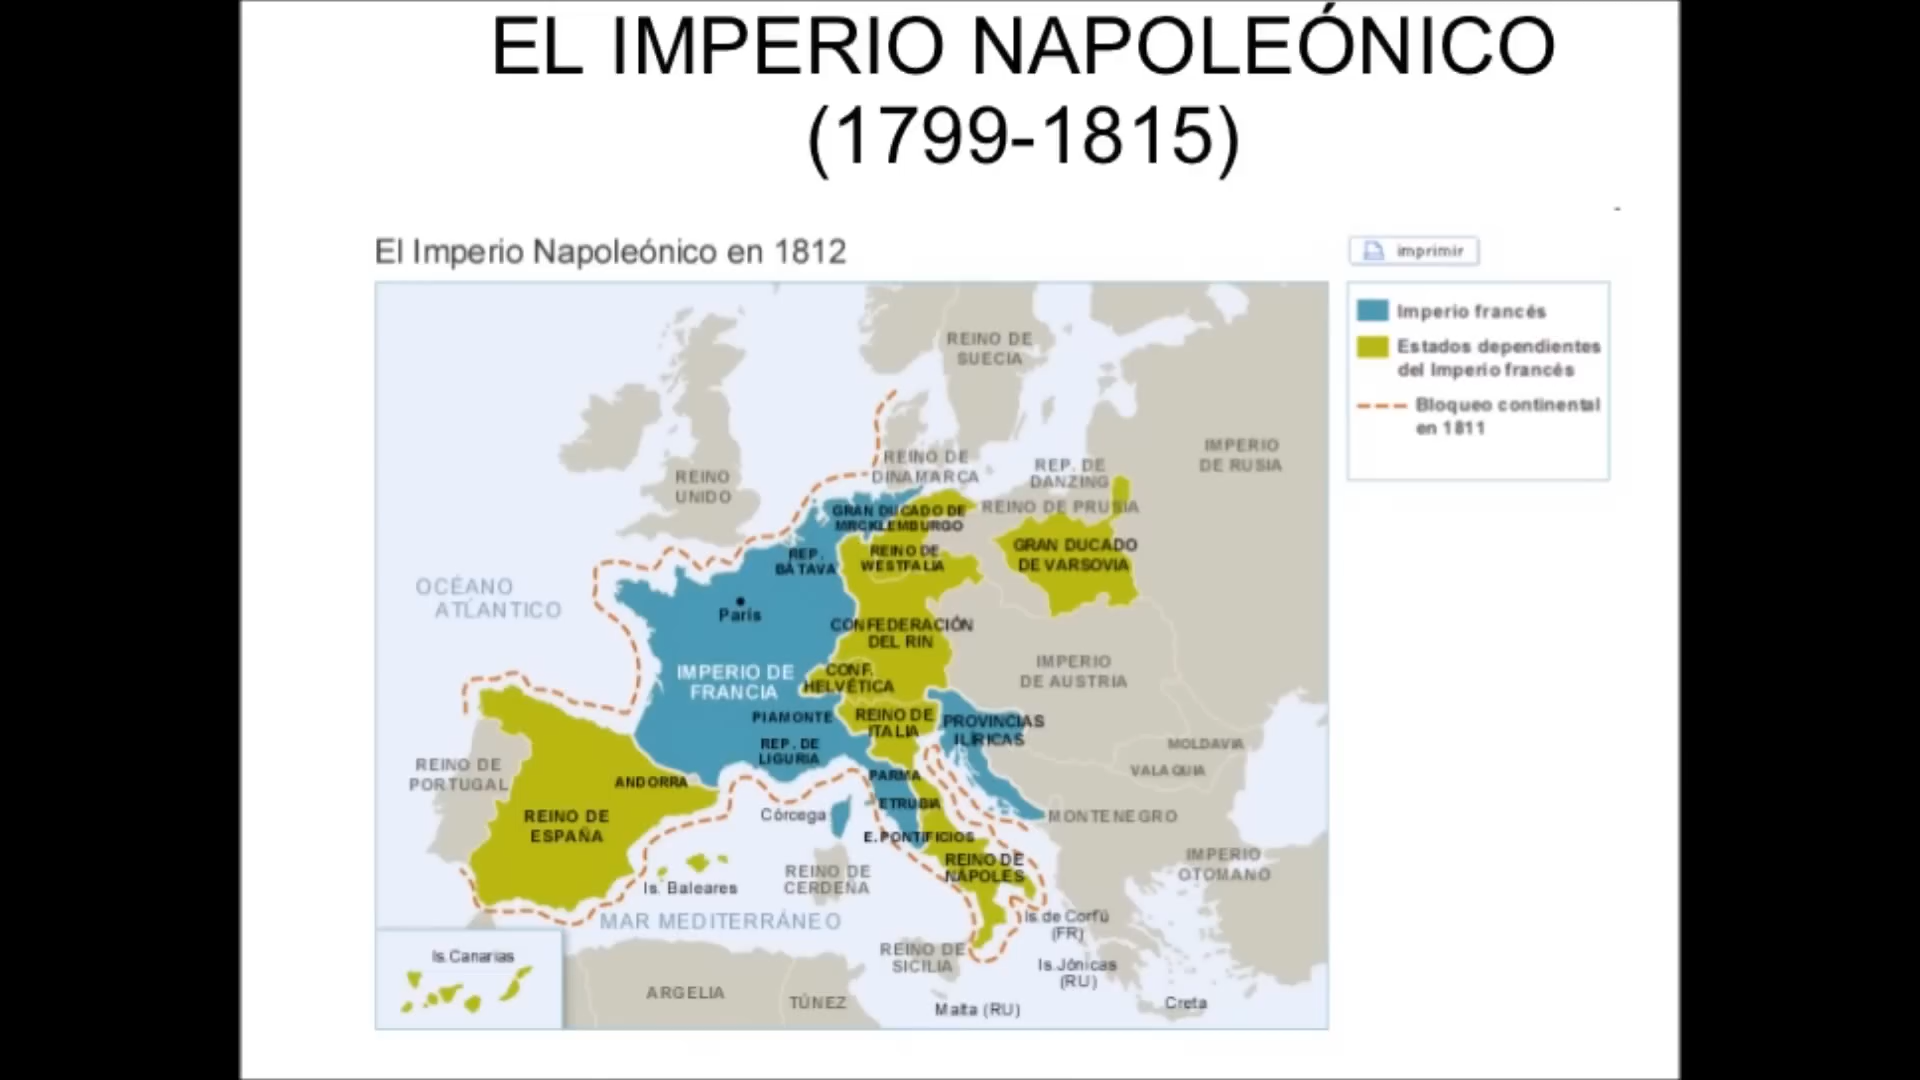 EL IMPERIO NAPOLEÓNICO
(1799-1815)
El Imperio Napoleónico en 1812
imprimir
Imperio francés
Estados dependientes
del Imperio francés
Bloqueo continental
en 1811
REINO DE
SUECIA
IMPERIO
DE RUSIA
REINO
UNIDO
REINO DE
DINAMARCA
REP. DE
DANZING
REINO DE PRUSIA
GRAN DUCADO DE
MRCKLEMBURGO
GRAN DUCADO
DE VARSOVIA
REP.
BÁTAVA
REINO DE
WESTFALIA
OCÉANO
ATLÁNTICO
París
CONFEDERACIÓN
DEL RIN
IMPERIO DE
FRANCIA
CONF.
HELVÉTICA
IMPERIO
DE AUSTRIA
PIAMONTE
REINO DE
ITALIA
PROVINCIAS
ILÍRICAS
REP. DE
LIGURIA
MOLDAVIA
VALAQUIA
REINO DE
PORTUGAL
ANDORRA
PARMA
ETRURIA
REINO DE
ESPAÑA
Córcega
E. PONTIFICIOS
MONTENEGRO
REINO DE
NÁPOLES
IMPERIO
OTOMANO
Is. Baleares
REINO DE
CERDEÑA
MAR MEDITERRÁNEO
Is. de Corfú
(FR)
Is. Canarias
REINO DE
SICILIA
Is. Jónicas
(RU)
ARGELIA
TÚNEZ
Malta (RU)
Creta